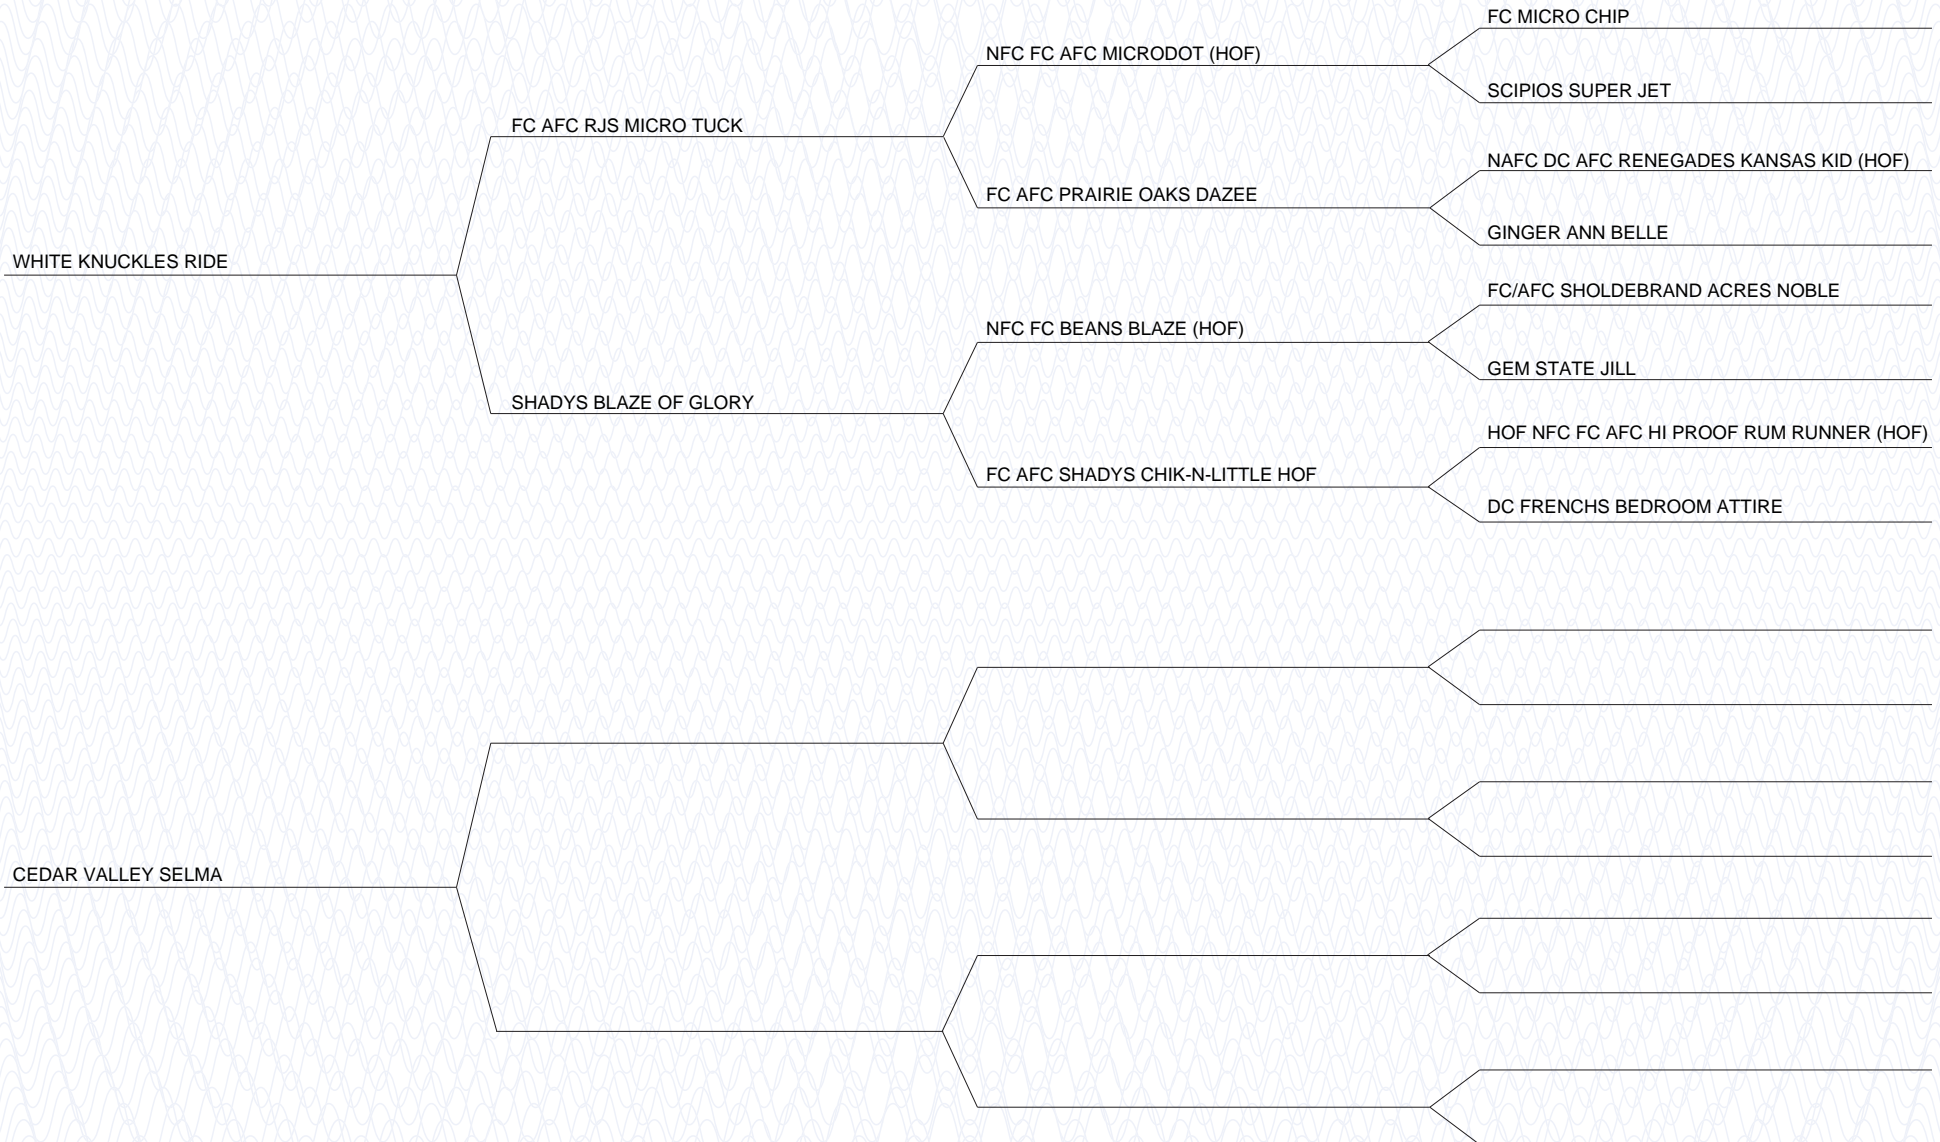 FC MICRO CHIP
NFC FC AFC MICRODOT (HOF)
SCIPIOS SUPER JET
FC AFC RJS MICRO TUCK
NAFC DC AFC RENEGADES KANSAS KID (HOF)
FC AFC PRAIRIE OAKS DAZEE
GINGER ANN BELLE
WHITE KNUCKLES RIDE
FC/AFC SHOLDEBRAND ACRES NOBLE
NFC FC BEANS BLAZE (HOF)
GEM STATE JILL
SHADYS BLAZE OF GLORY
HOF NFC FC AFC HI PROOF RUM RUNNER (HOF)
FC AFC SHADYS CHIK-N-LITTLE HOF
DC FRENCHS BEDROOM ATTIRE
CEDAR VALLEY SELMA